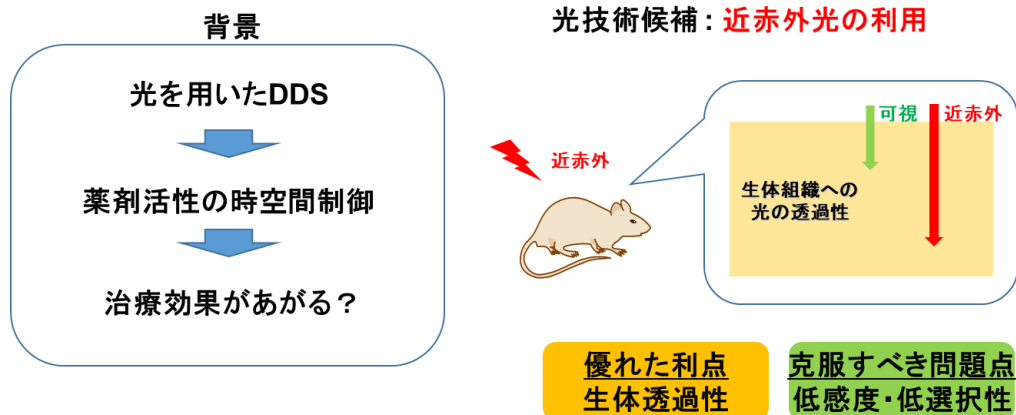 背景
光を用いたDDS
薬剤活性の時空間制御
治療効果があがる？
光技術候補：近赤外光の利用
近赤外
可視
近赤外
生体組織への
光の透過性
優れた利点
生体透過性
克服すべき問題点
低感度・低選択性